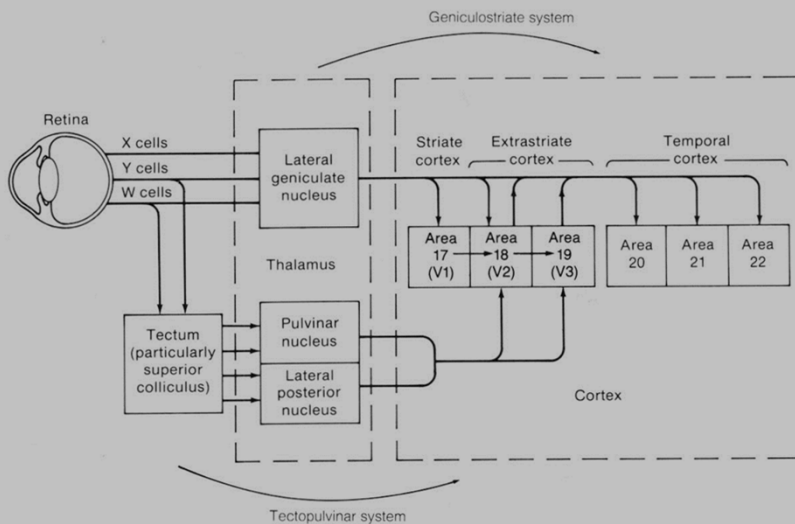 Geniculostriate system
Retina
X cells
Y cells
W cells
Lateral
geniculate
nucleus
Thalamus
Striate
cortex
Extrastriate
cortex
Temporal
cortex
Area
17
(V1)
Area
18
(V2)
Area
19
(V3)
Area
20
Area
21
Area
22
Tectum
(particularly
superior
colliculus)
Pulvinar
nucleus
Lateral
posterior
nucleus
Cortex
Tectopulvinar system